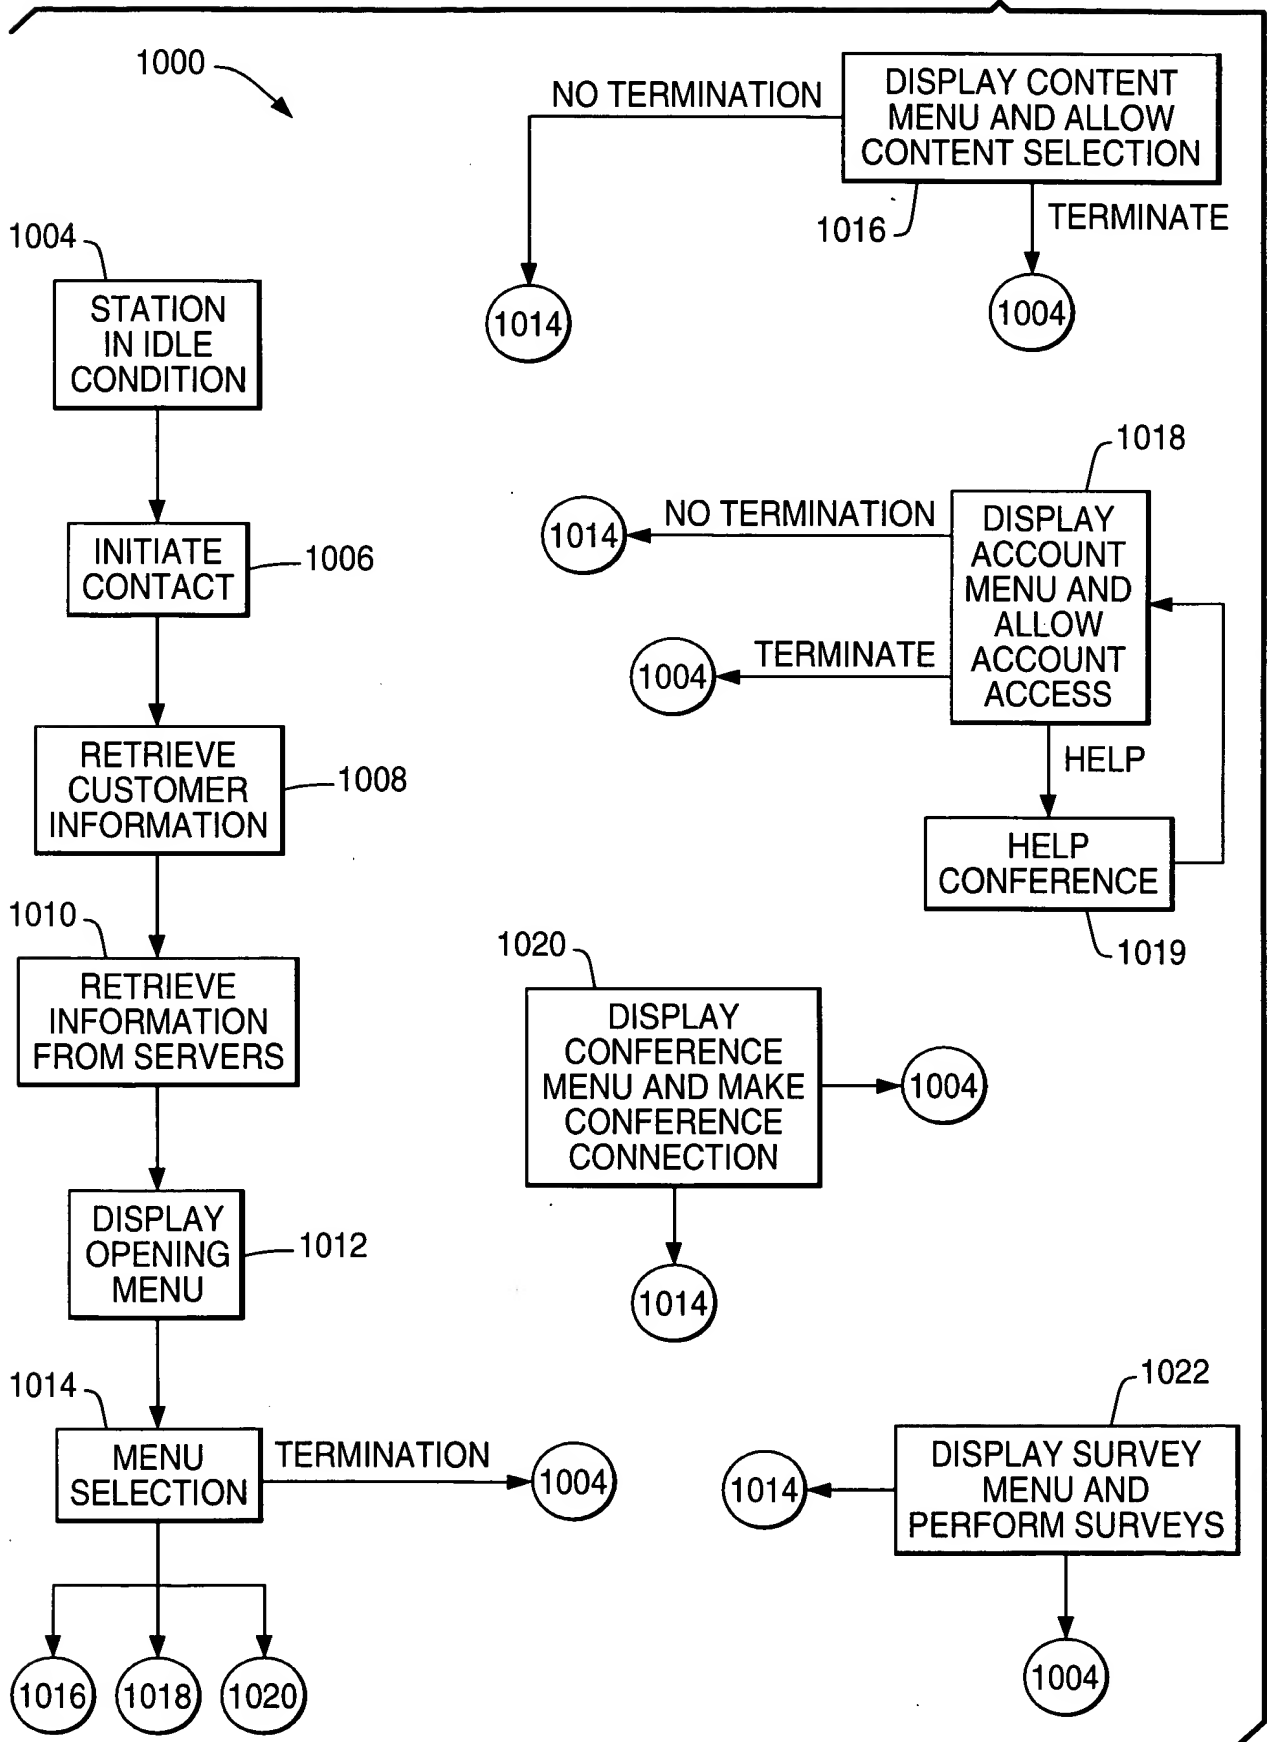 1000
NO TERMINATION
DISPLAY CONTENT
MENU AND ALLOW
CONTENT SELECTION
1016
TERMINATE
1014
1004
1004
STATION
IN IDLE
CONDITION
INITIATE
CONTACT
1006
RETRIEVE
CUSTOMER
INFORMATION
1008
1010
RETRIEVE
INFORMATION
FROM SERVERS
DISPLAY
OPENING
MENU
1012
1014
MENU
SELECTION
TERMINATION
1004
1016
1018
1020
1018
DISPLAY
ACCOUNT
MENU AND
ALLOW
ACCOUNT
ACCESS
NO TERMINATION
1014
TERMINATE
1004
HELP
HELP
CONFERENCE
1019
1020
DISPLAY
CONFERENCE
MENU AND MAKE
CONFERENCE
CONNECTION
1004
1014
1022
DISPLAY SURVEY
MENU AND
PERFORM SURVEYS
1014
1004